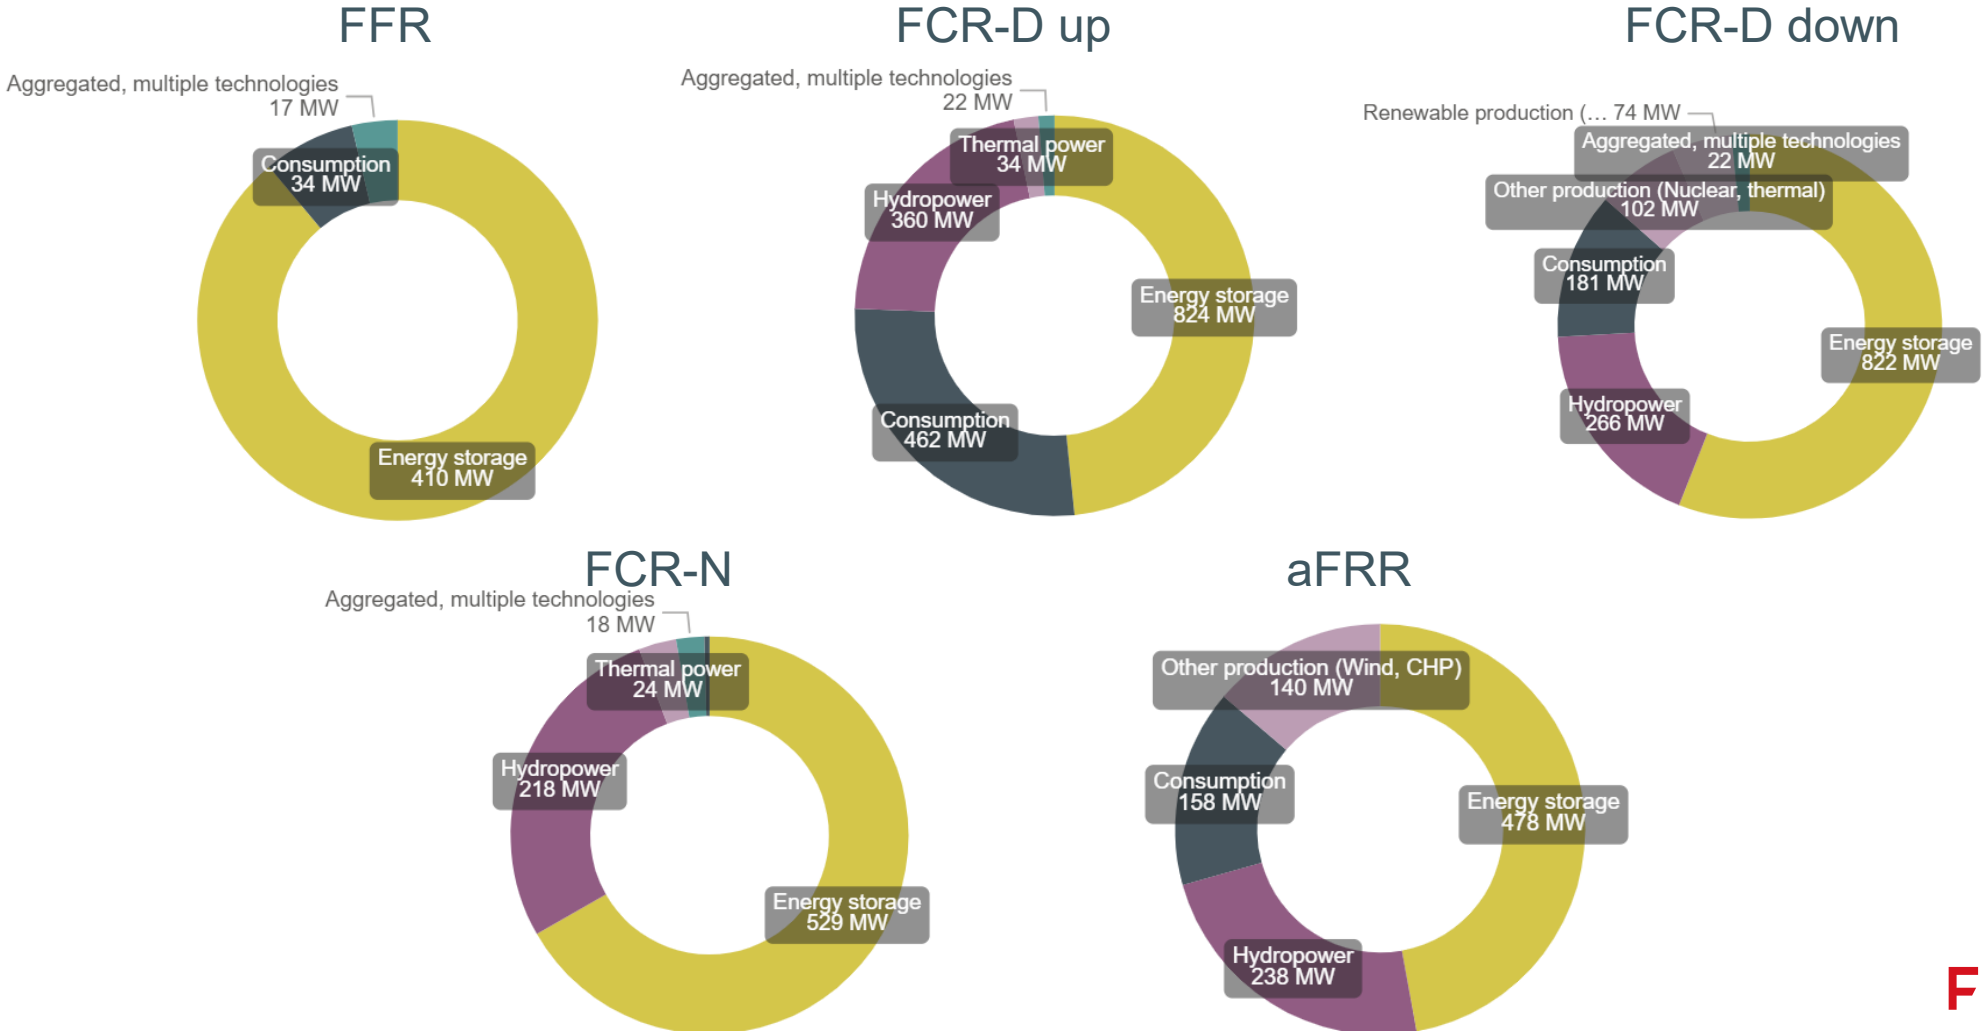 FFR
Aggregated, multiple technologies
17 MW
Consumption
34 MW
Energy storage
410 MW
FCR-D up
Aggregated, multiple technologies
22 MW
Thermal power
34 MW
Hydropower
360 MW
Energy storage
824 MW
Consumption
462 MW
FCR-D down
Renewable production (... 74 MW
Aggregated, multiple technologies
22 MW
Other production (Nuclear, thermal)
102 MW
Consumption
181 MW
Energy storage
822 MW
Hydropower
266 MW
FCR-N
Aggregated, multiple technologies
18 MW
Thermal power
24 MW
Hydropower
218 MW
Energy storage
529 MW
aFRR
Other production (Wind, CHP)
140 MW
Consumption
158 MW
Energy storage
478 MW
Hydropower
238 MW
F